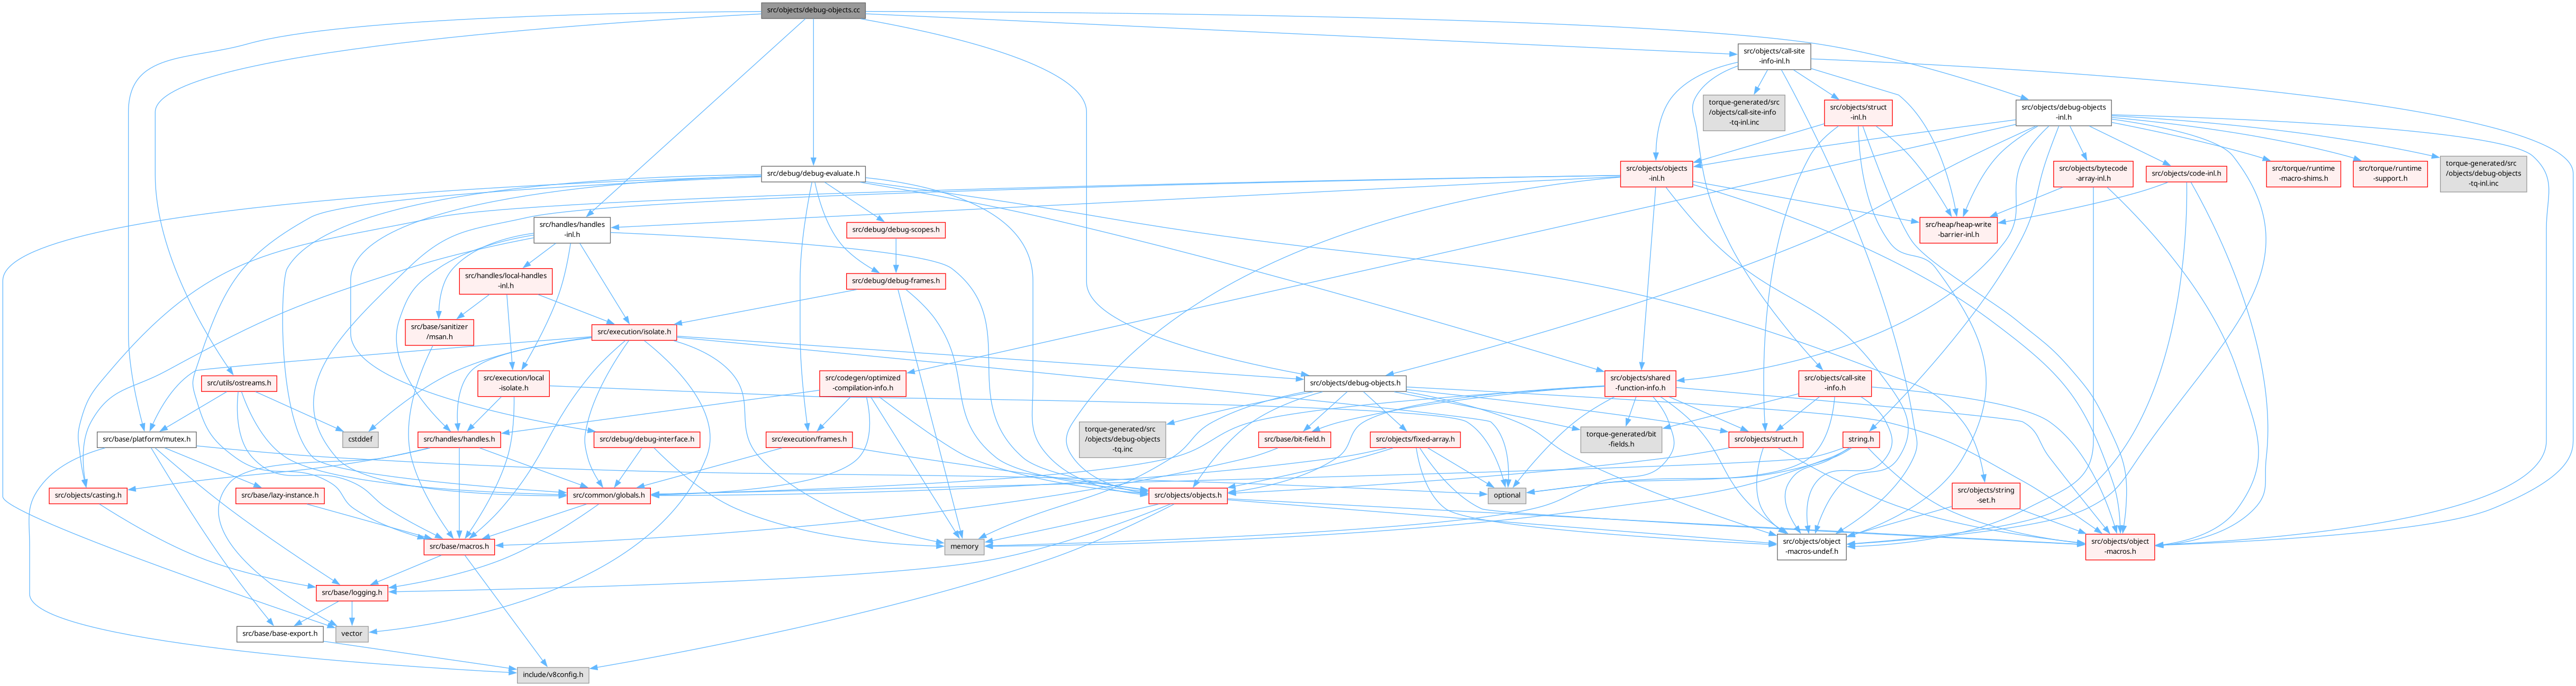 src/objects/debug-objects.cc
src/objects/call-site
-info-inl.h
torque-generated/src
/objects/call-site-info
-tq-inl.inc
src/objects/struct
-inl.h
src/objects/debug-objects
-inl.h
src/debug/debug-evaluate.h
src/objects/objects
-inl.h
src/objects/bytecode
-array-inl.h
src/objects/code-inl.h
src/torque/runtime
-macro-shims.h
src/torque/runtime
-support.h
torque-generated/src
/objects/debug-objects
-tq-inl.inc
src/handles/handles
-inl.h
src/debug/debug-scopes.h
src/heap/heap-write
-barrier-inl.h
src/handles/local-handles
-inl.h
src/debug/debug-frames.h
src/base/sanitizer
/msan.h
src/execution/isolate.h
src/utils/ostreams.h
src/execution/local
-isolate.h
src/codegen/optimized
-compilation-info.h
src/objects/debug-objects.h
src/objects/shared
-function-info.h
src/objects/call-site
-info.h
src/base/platform/mutex.h
cstddef
src/handles/handles.h
src/debug/debug-interface.h
src/execution/frames.h
torque-generated/src
/objects/debug-objects
-tq.inc
src/base/bit-field.h
src/objects/fixed-array.h
torque-generated/bit
-fields.h
src/objects/struct.h
string.h
src/objects/casting.h
src/base/lazy-instance.h
src/common/globals.h
src/objects/objects.h
optional
src/objects/string
-set.h
src/base/macros.h
memory
src/objects/object
-macros-undef.h
src/objects/object
-macros.h
src/base/logging.h
src/base/base-export.h
vector
include/v8config.h